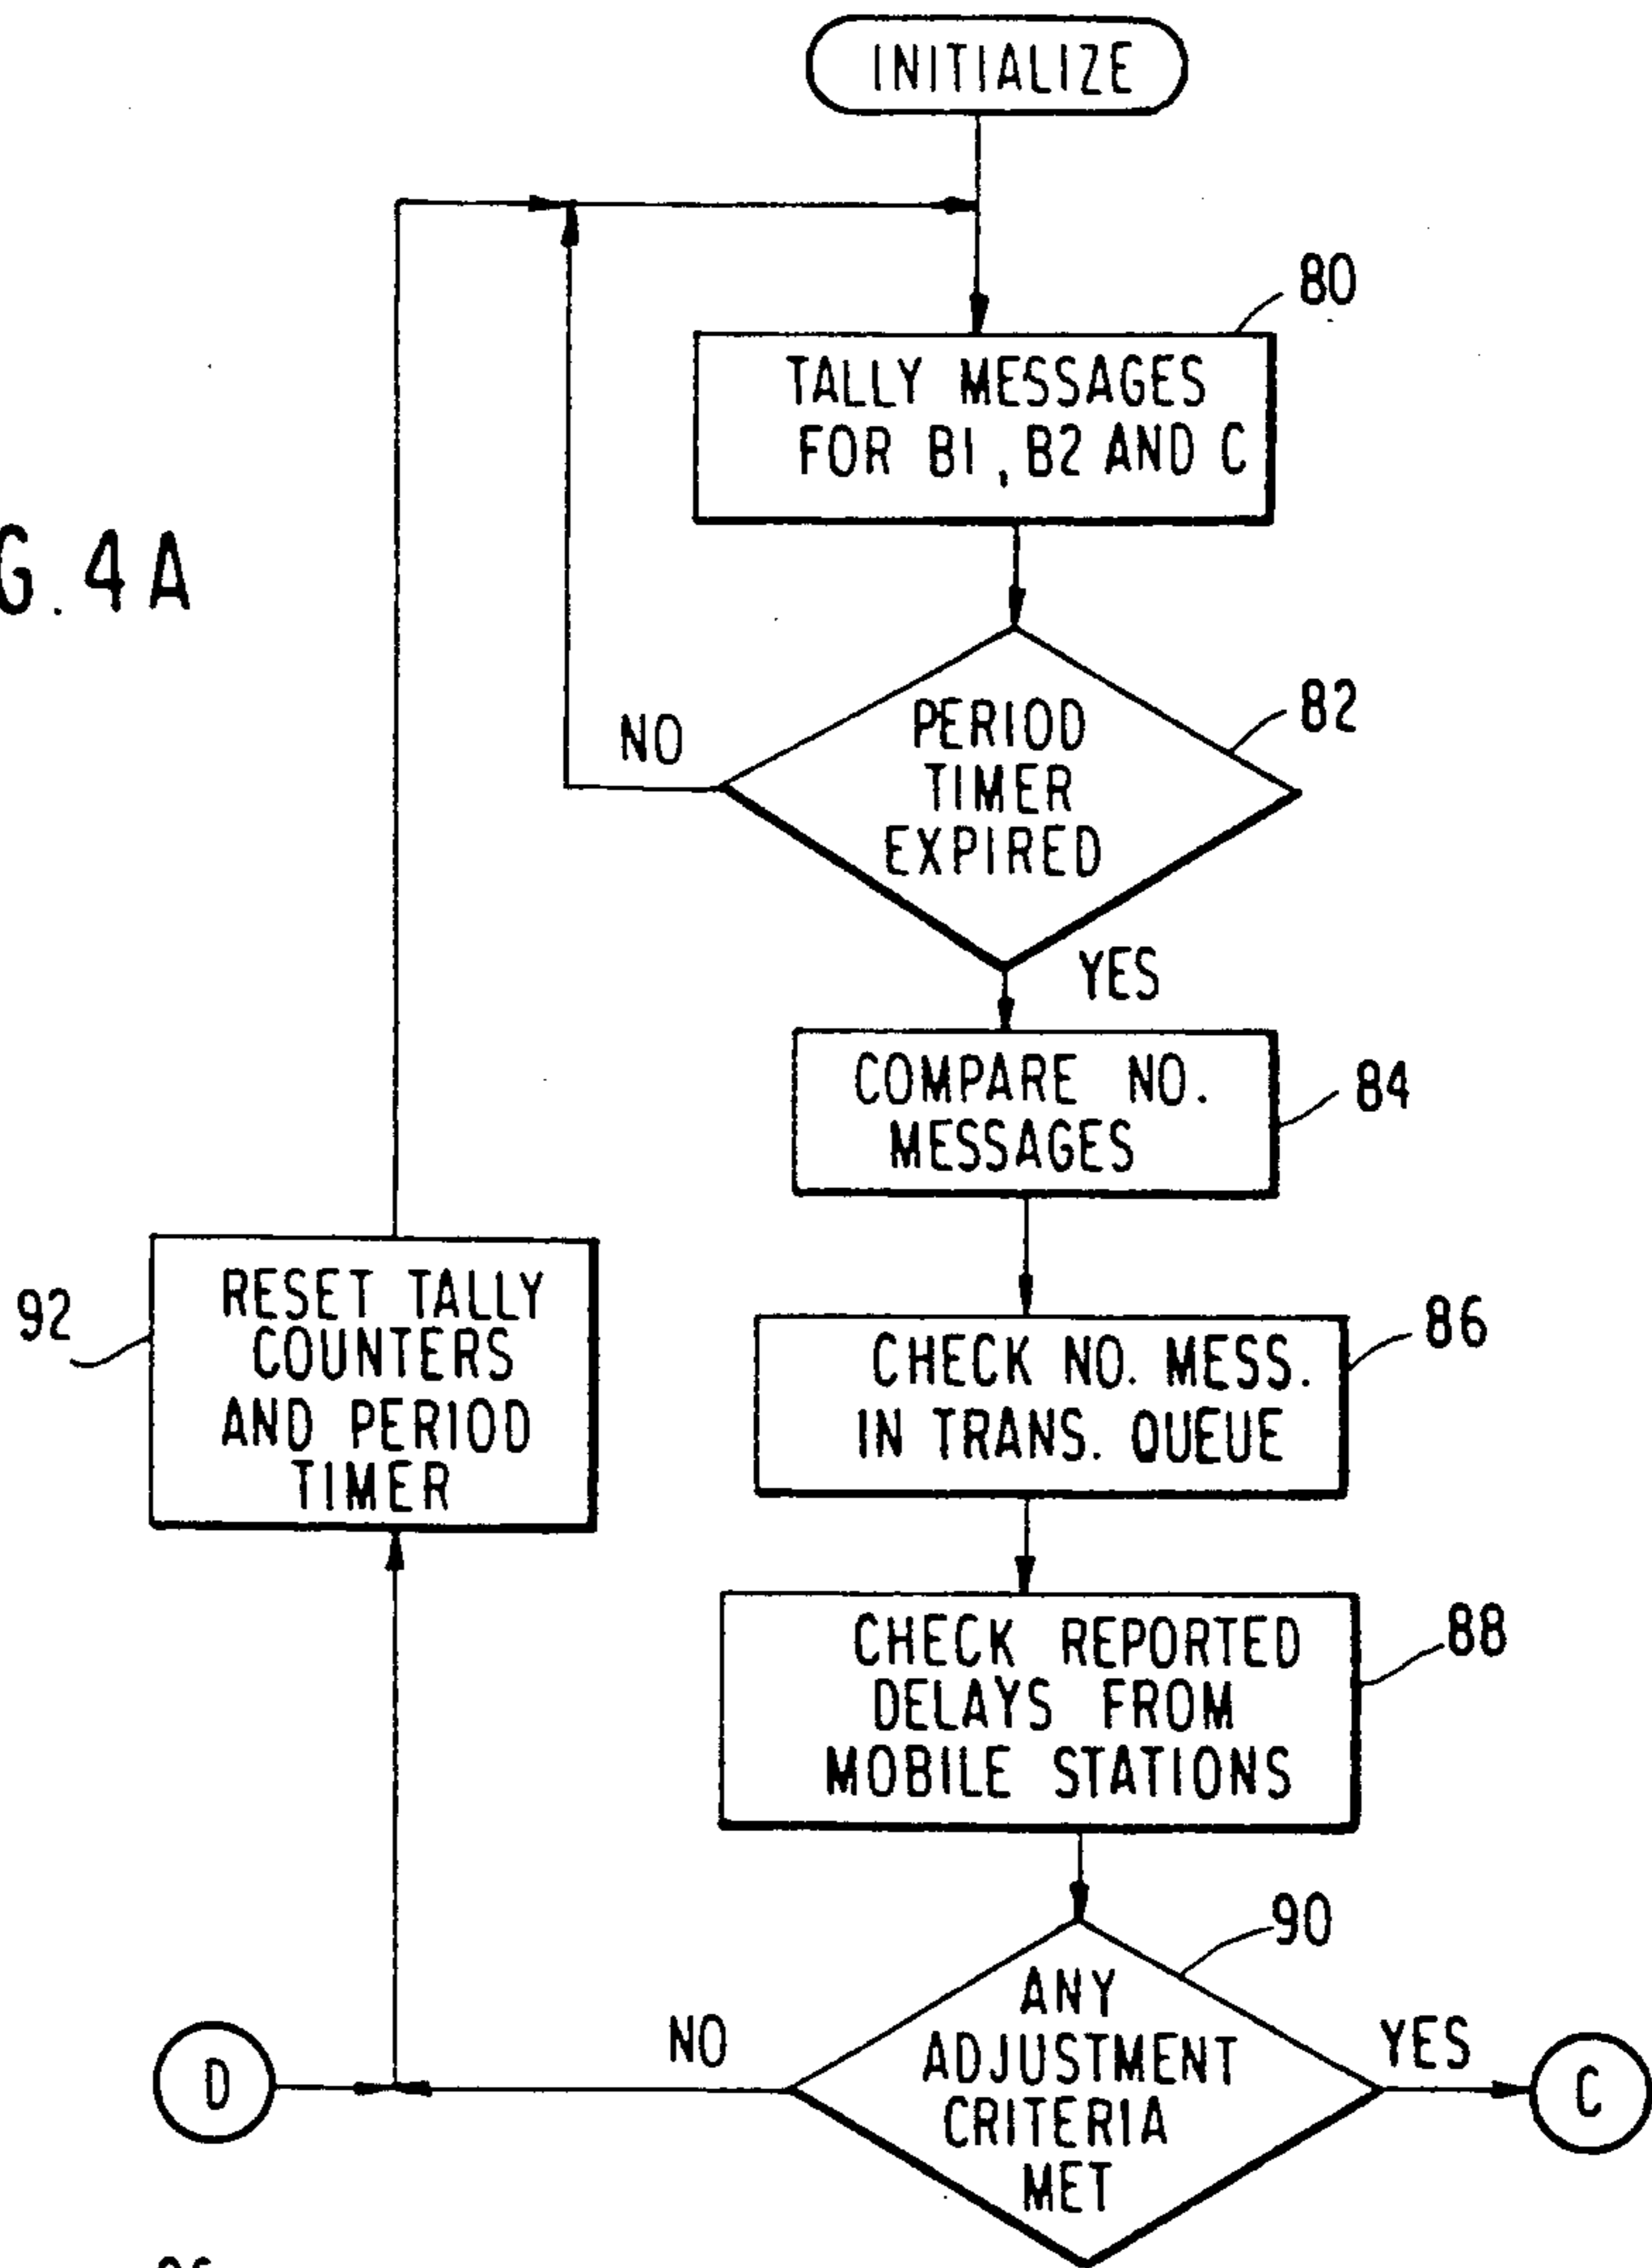 INITIALIZE
80
TALLY MESSAGES
FOR B1, B2 AND C
G. 4A
82
PERIOD
TIMER
EXPIRED
NO
YES
COMPARE NO.
MESSAGES
84
92
RESET TALLY
COUNTERS
AND PERIOD
TIMER
86
CHECK NO. MESS.
IN TRANS. QUEUE
88
CHECK REPORTED
DELAYS FROM
MOBILE STATIONS
90
ANY
ADJUSTMENT
CRITERIA
MET
NO
YES
D
C